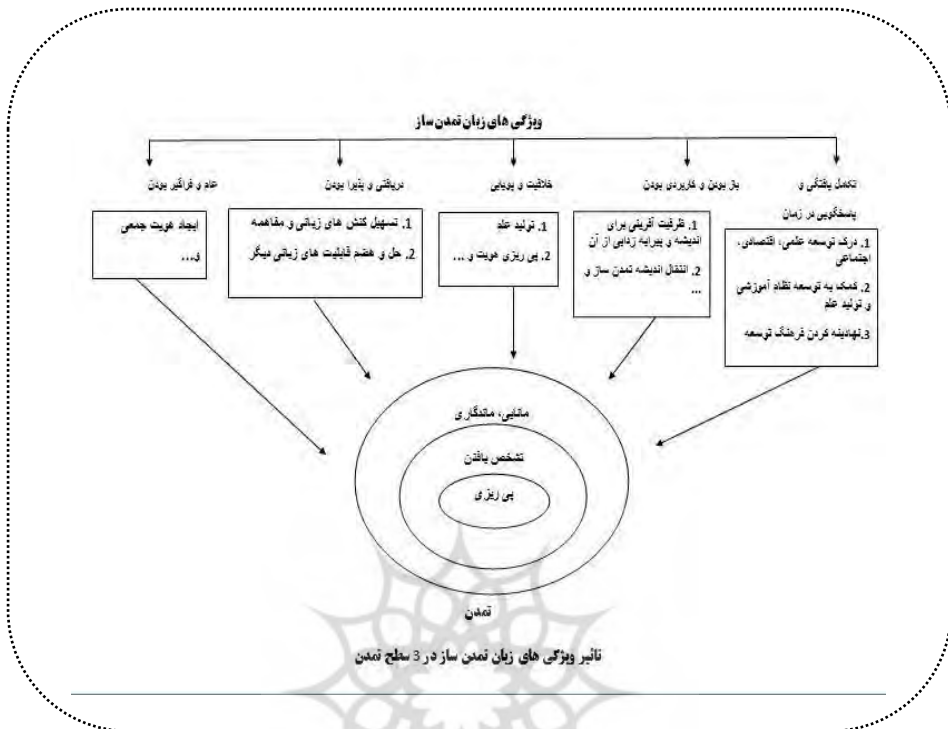 ویژگی های زبان تمدن ساز
تکامل یافتگی و
پاسخگویی در زمان
1. درک توسعه علمی، اقتصادی،
اجتماعی
2. کمک به توسعه نظام آموزشی
و تولید علم
3.نهادینه کردن فرهنگ توسعه
باز بودن و کاربردی بودن
1. ظرفیت آفرینی برای
اندیشه و پیرایه زدایی از آن
2. انتقال اندیشه تمدن ساز و
...
خلاقیت و پویایی
1. تولید علم
2. پی ریزی هویت و ...
دریافتی و پذیرا بودن
1. تسهیل کنش های زبانی و مفاهمه
2. حل و هضم قابلیت های زبانی دیگر
عام و فراگیر بودن
ایجاد هویت جمعی
و...
مانایی، ماندگاری
تشخص یافتن
پی ریزی
تمدن
تاثیر ویژگی های زبان تمدن ساز در 3 سطح تمدن